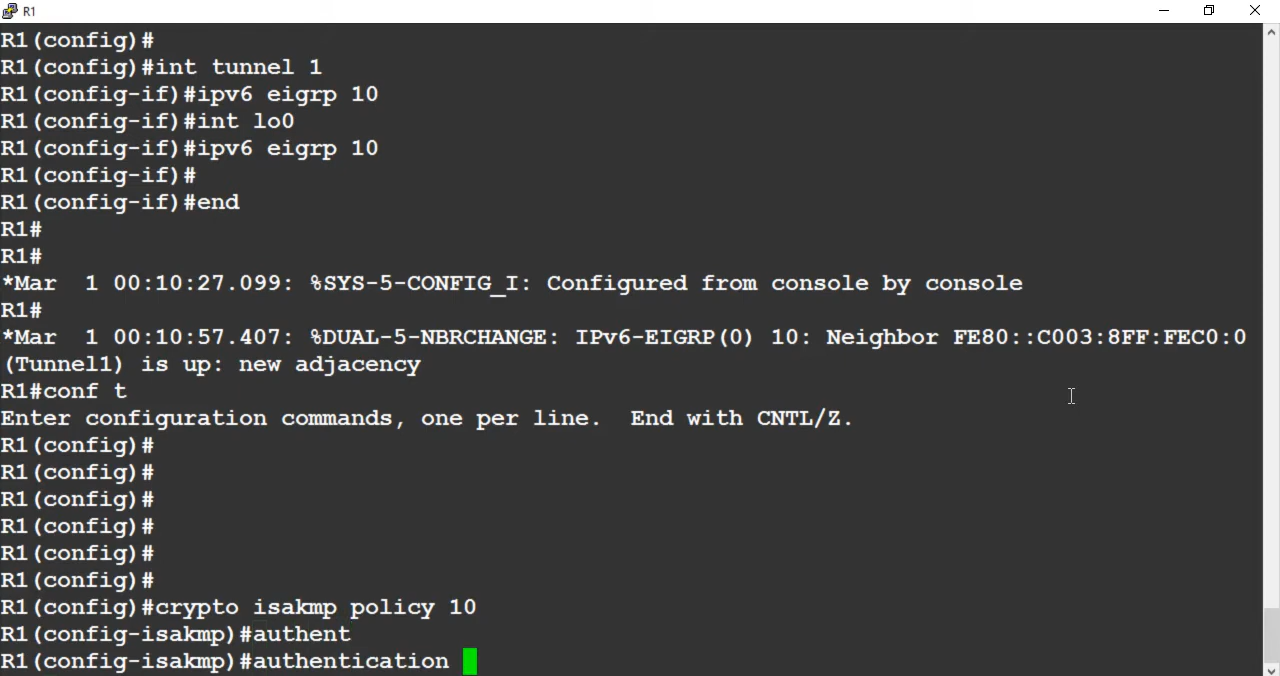 R1
R1(config)#
R1(config)#int tunnel 1
R1(config-if)#ipv6 eigrp 10
R1(config-if)#int lo0
R1(config-if)#ipv6 eigrp 10
R1(config-if)#
R1(config-if)#end
R1#
R1#
*Mar  1 00:10:27.099: %SYS-5-CONFIG_I: Configured from console by console
R1#
*Mar  1 00:10:57.407: %DUAL-5-NBRCHANGE: IPv6-EIGRP(0) 10: Neighbor FE80::C003:8FF:FEC0:0
(Tunnel1) is up: new adjacency
R1#conf t
Enter configuration commands, one per line.  End with CNTL/Z.
R1(config)#
R1(config)#
R1(config)#
R1(config)#
R1(config)#
R1(config)#
R1(config)#crypto isakmp policy 10
R1(config-isakmp)#authent
R1(config-isakmp)#authentication